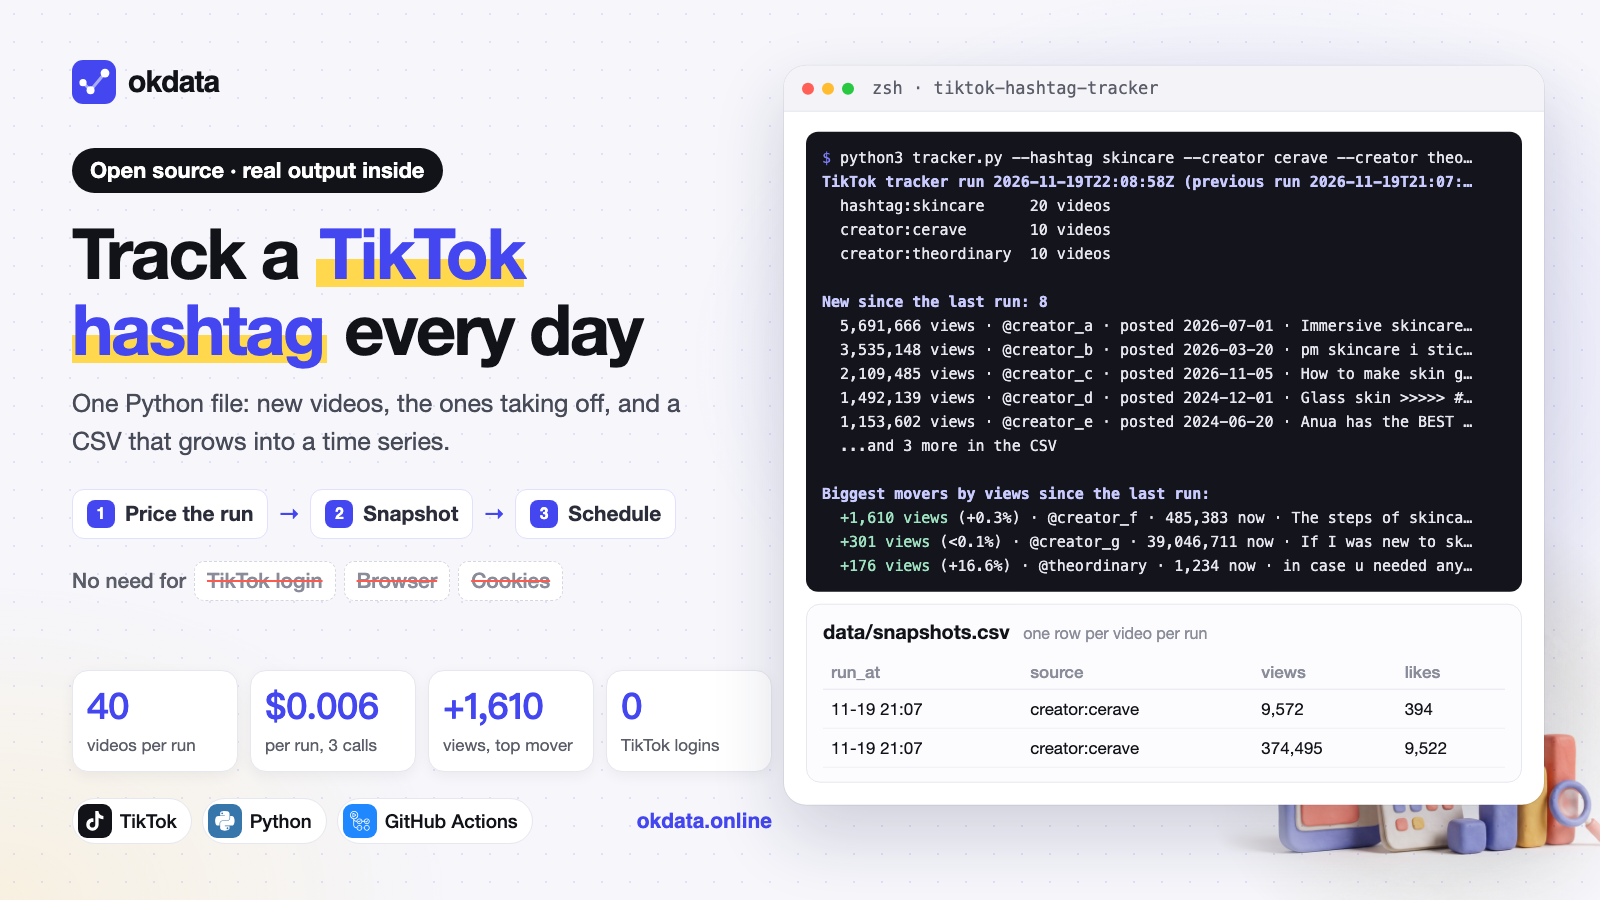 okdata
Open source · real output inside
Track a TikTok
hashtag every day
One Python file: new videos, the ones taking off, and a
CSV that grows into a time series.
1 Price the run → 2 Snapshot → 3 Schedule
No need for TikTok login Browser Cookies
40
videos per run
$0.006
per run, 3 calls
+1,610
views, top mover
0
TikTok logins
TikTok
Python
GitHub Actions
okdata.online
zsh · tiktok-hashtag-tracker
$ python3 tracker.py --hashtag skincare --creator cerave --creator theo…
TikTok tracker run 2026-11-19T22:08:58Z (previous run 2026-11-19T21:07:…
hashtag:skincare 20 videos
creator:cerave 10 videos
creator:theordinary 10 videos
New since the last run: 8
5,691,666 views · @creator_a · posted 2026-07-01 · Immersive skincare…
3,535,148 views · @creator_b · posted 2026-03-20 · pm skincare i stic…
2,109,485 views · @creator_c · posted 2026-11-05 · How to make skin g…
1,492,139 views · @creator_d · posted 2024-12-01 · Glass skin >>>>> #…
1,153,602 views · @creator_e · posted 2024-06-20 · Anua has the BEST …
...and 3 more in the CSV
Biggest movers by views since the last run:
+1,610 views (+0.3%) · @creator_f · 485,383 now · The steps of skinca…
+301 views (<0.1%) · @creator_g · 39,046,711 now · If I was new to sk…
+176 views (+16.6%) · @theordinary · 1,234 now · in case u needed any…
data/snapshots.csv one row per video per run
run_at source views likes
11-19 21:07 creator:cerave 9,572 394
11-19 21:07 creator:cerave 374,495 9,522